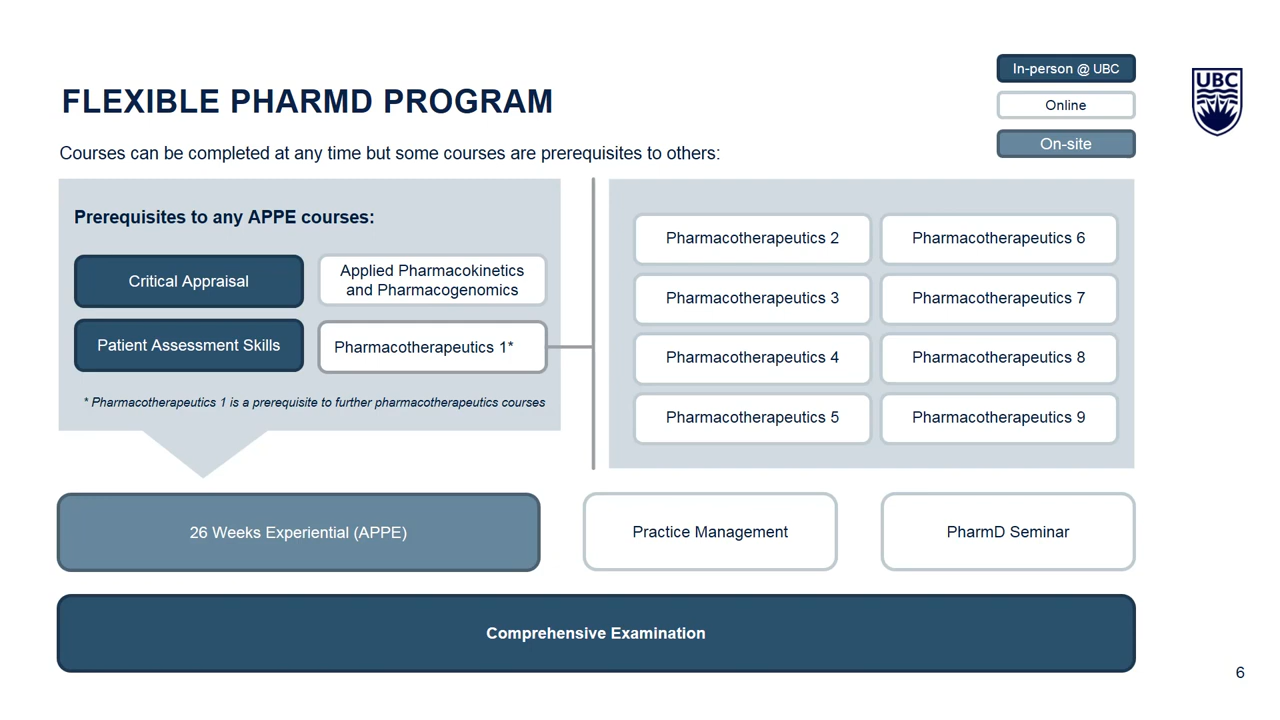 In-person @ UBC
Online
On-site
UBC
FLEXIBLE PHARMD PROGRAM
Courses can be completed at any time but some courses are prerequisites to others:
Prerequisites to any APPE courses:
Critical Appraisal
Applied Pharmacokinetics
and Pharmacogenomics
Patient Assessment Skills
Pharmacotherapeutics 1*
* Pharmacotherapeutics 1 is a prerequisite to further pharmacotherapeutics courses
Pharmacotherapeutics 2
Pharmacotherapeutics 6
Pharmacotherapeutics 3
Pharmacotherapeutics 7
Pharmacotherapeutics 4
Pharmacotherapeutics 8
Pharmacotherapeutics 5
Pharmacotherapeutics 9
26 Weeks Experiential (APPE)
Practice Management
PharmD Seminar
Comprehensive Examination
6